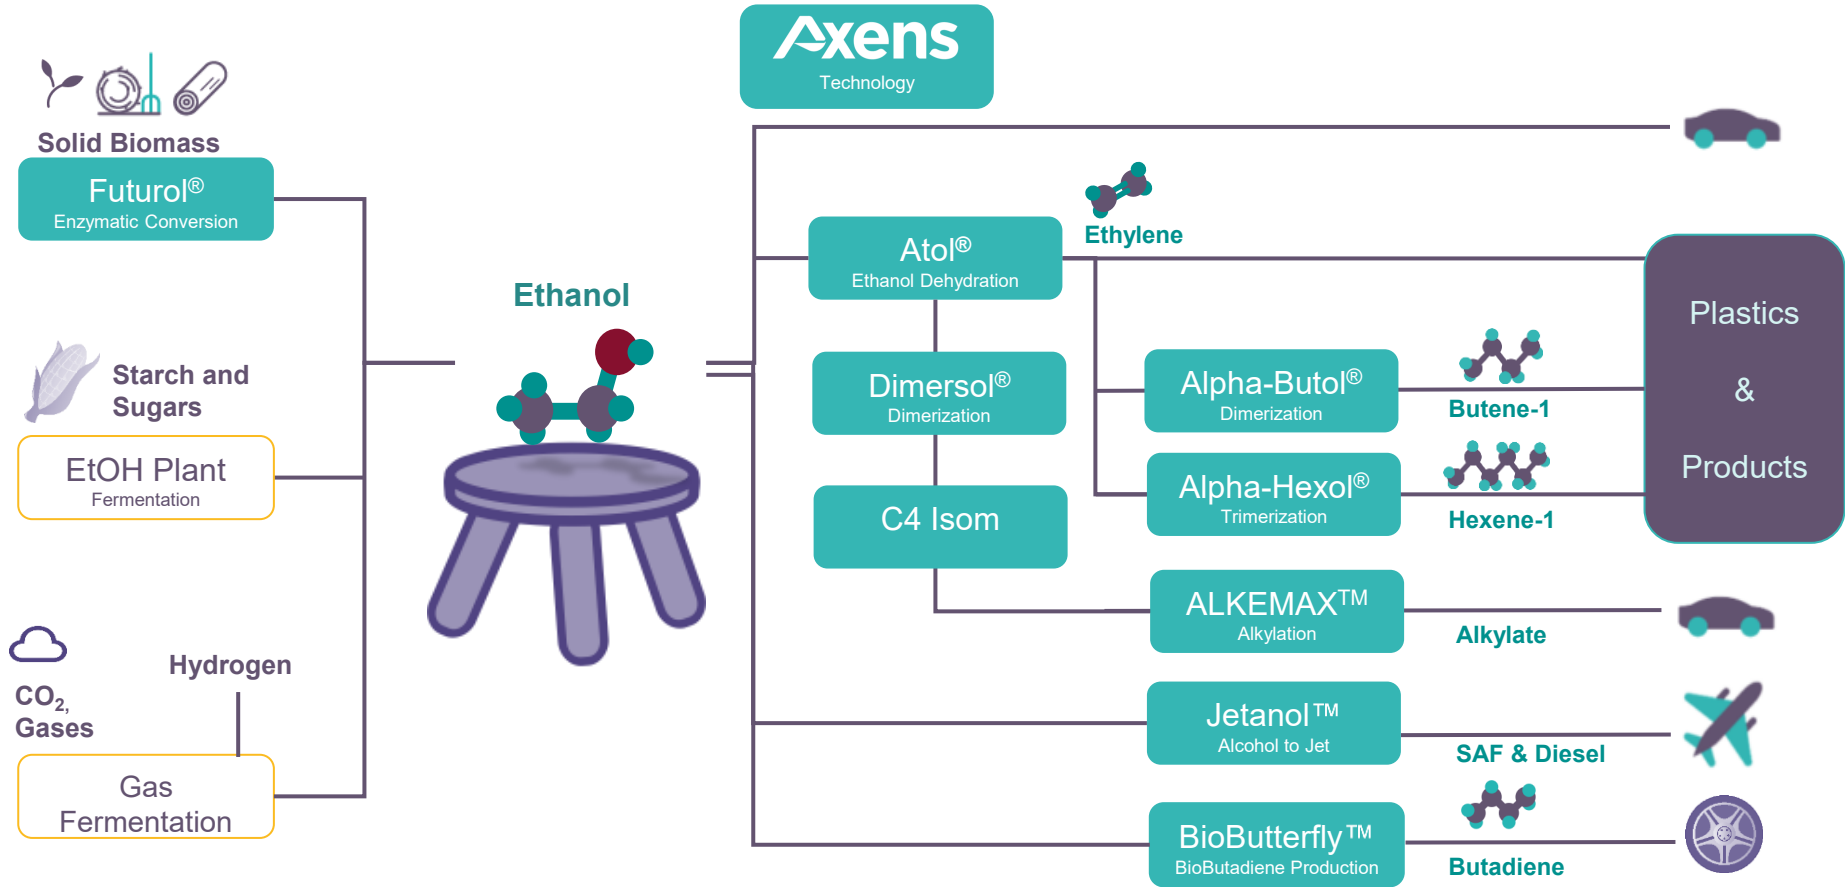 Axens
Technology
Solid Biomass
Futurol®
Enzymatic Conversion
Starch and
Sugars
EtOH Plant
Fermentation
CO₂,
Gases
Hydrogen
Gas
Fermentation
Ethanol
Atol®
Ethanol Dehydration
Ethylene
Dimersol®
Dimerization
C4 Isom
Alpha-Butol®
Dimerization
Butene-1
Alpha-Hexol®
Trimerization
Hexene-1
Plastics
&
Products
ALKEMAX™
Alkylation
Alkylate
Jetanol™
Alcohol to Jet
SAF & Diesel
BioButterfly™
BioButadiene Production
Butadiene